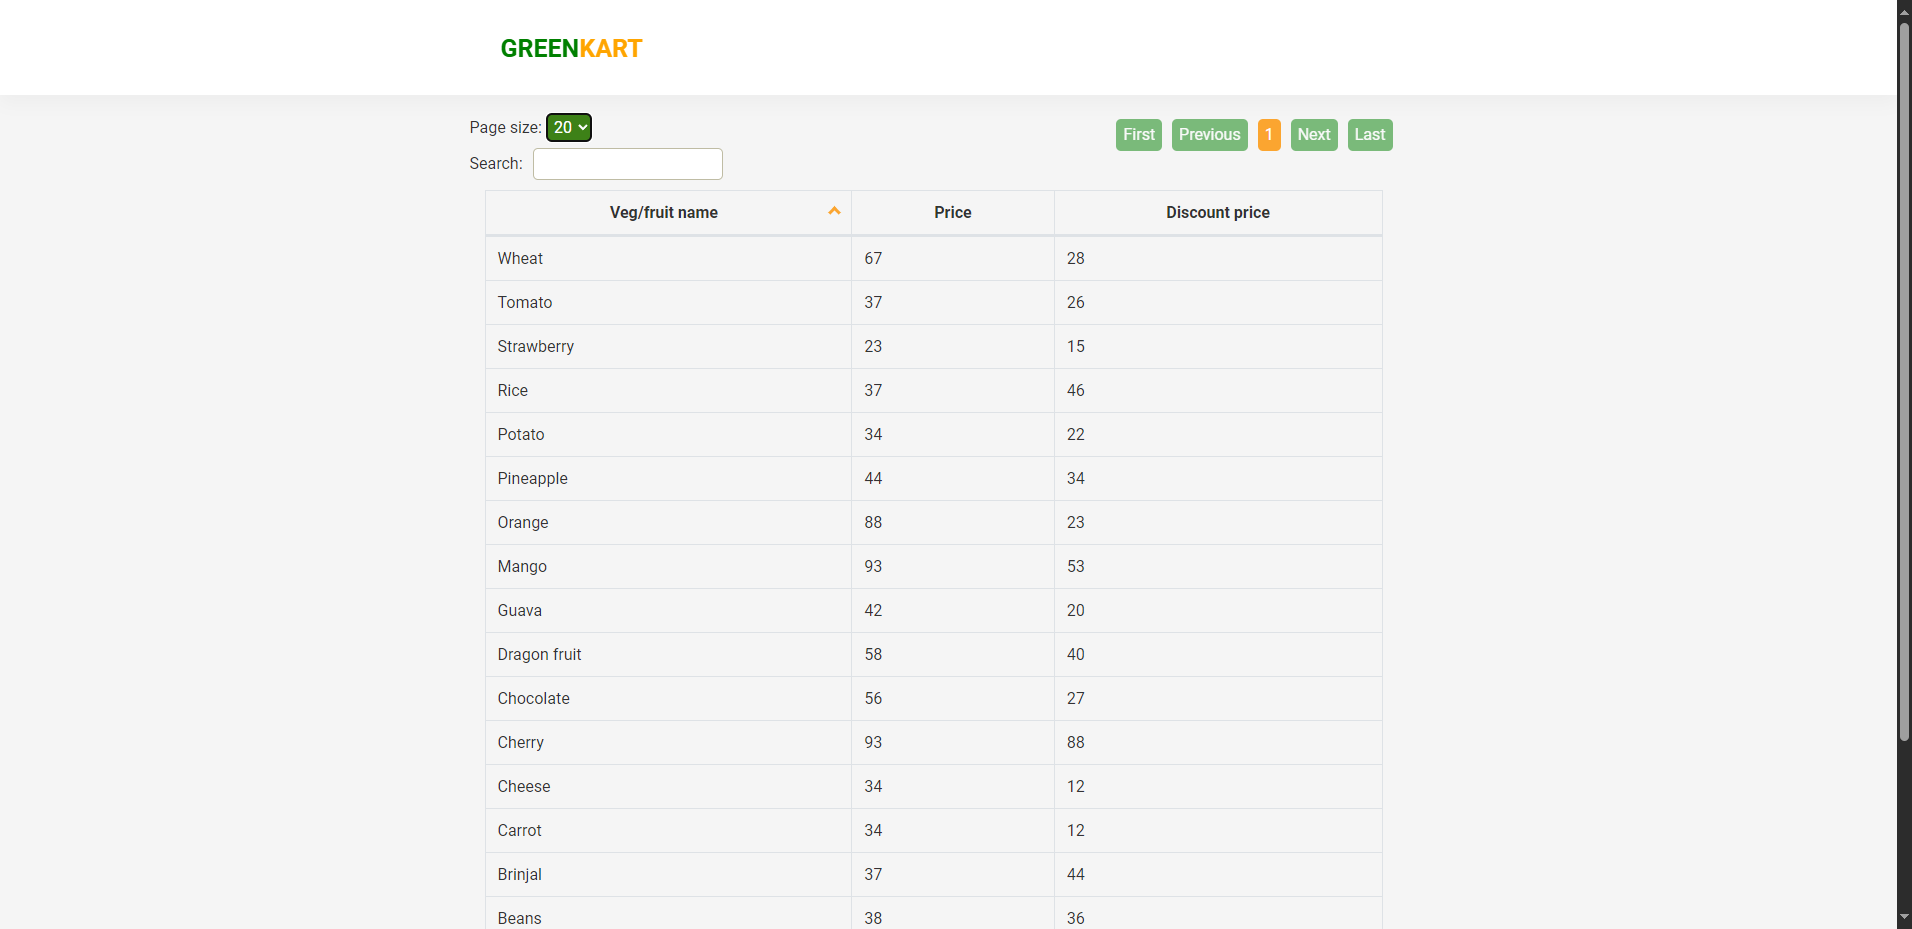 GREENKART
Page size: 20
First Previous 1 Next Last
Search:
Veg/fruit name Price Discount price
Wheat 67 28
Tomato 37 26
Strawberry 23 15
Rice 37 46
Potato 34 22
Pineapple 44 34
Orange 88 23
Mango 93 53
Guava 42 20
Dragon fruit 58 40
Chocolate 56 27
Cherry 93 88
Cheese 34 12
Carrot 34 12
Brinjal 37 44
Beans 38 36